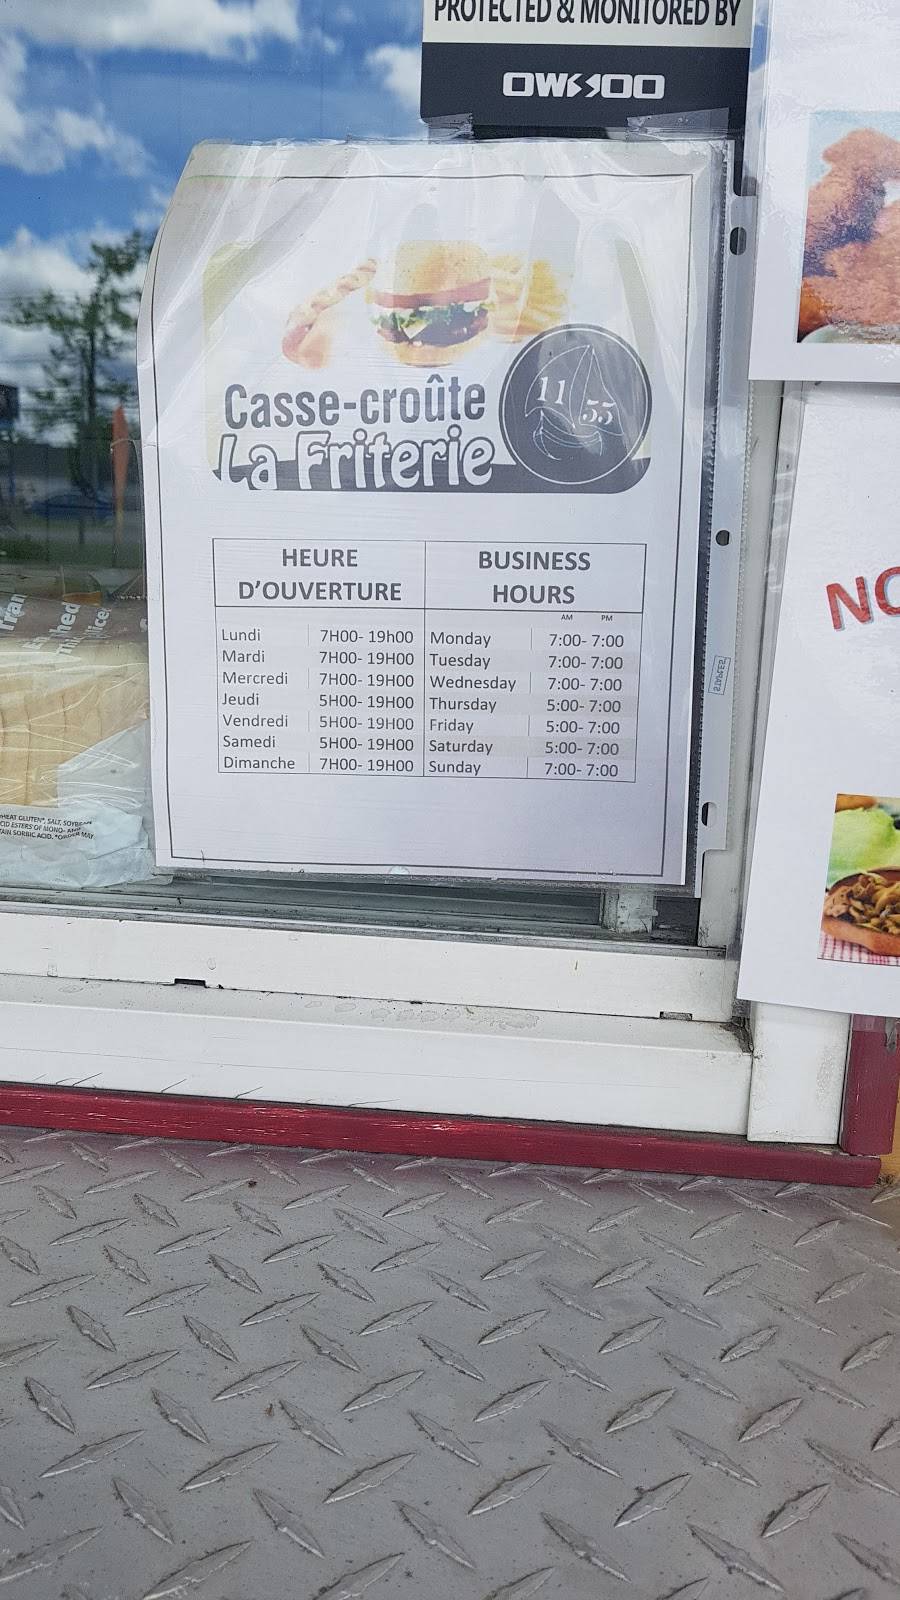 PROTECTED & MONITORED BY
OWSOO
Casse-croûte
La Friterie
11 55
HEURE D'OUVERTURE
BUSINESS HOURS
AM PM
Lundi 7H00- 19h00 Monday 7:00- 7:00
Mardi 7H00- 19H00 Tuesday 7:00- 7:00
Mercredi 7H00- 19H00 Wednesday 7:00- 7:00
Jeudi 5H00- 19H00 Thursday 5:00- 7:00
Vendredi 5H00- 19H00 Friday 5:00- 7:00
Samedi 5H00- 19H00 Saturday 5:00- 7:00
Dimanche 7H00- 19H00 Sunday 7:00- 7:00
STAPLES
NO